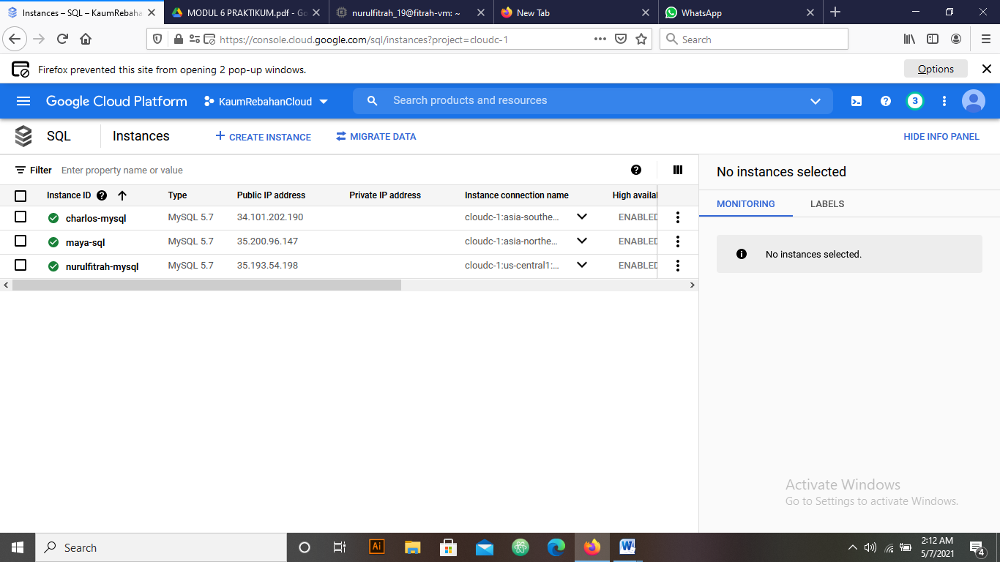 Instances – SQL – KaumRebaha
MODUL 6 PRAKTIKUM.pdf - Go
nurulfitrah_19@fitrah-vm: ~
New Tab
WhatsApp
https://console.cloud.google.com/sql/instances?project=cloudc-1
Search
Firefox prevented this site from opening 2 pop-up windows.
Options
Google Cloud Platform
KaumRebahanCloud
Search products and resources
3
SQL
Instances
CREATE INSTANCE
MIGRATE DATA
HIDE INFO PANEL
Filter Enter property name or value
Instance ID Type Public IP address Private IP address Instance connection name High availal
charlos-mysql MySQL 5.7 34.101.202.190 cloudc-1:asia-southe... ENABLED
maya-sql MySQL 5.7 35.200.96.147 cloudc-1:asia-northe... ENABLED
nurulfitrah-mysql MySQL 5.7 35.193.54.198 cloudc-1:us-central1:... ENABLED
No instances selected
MONITORING LABELS
No instances selected.
Activate Windows
Go to Settings to activate Windows.
Search
Ai
W
2:12 AM
5/7/2021
4